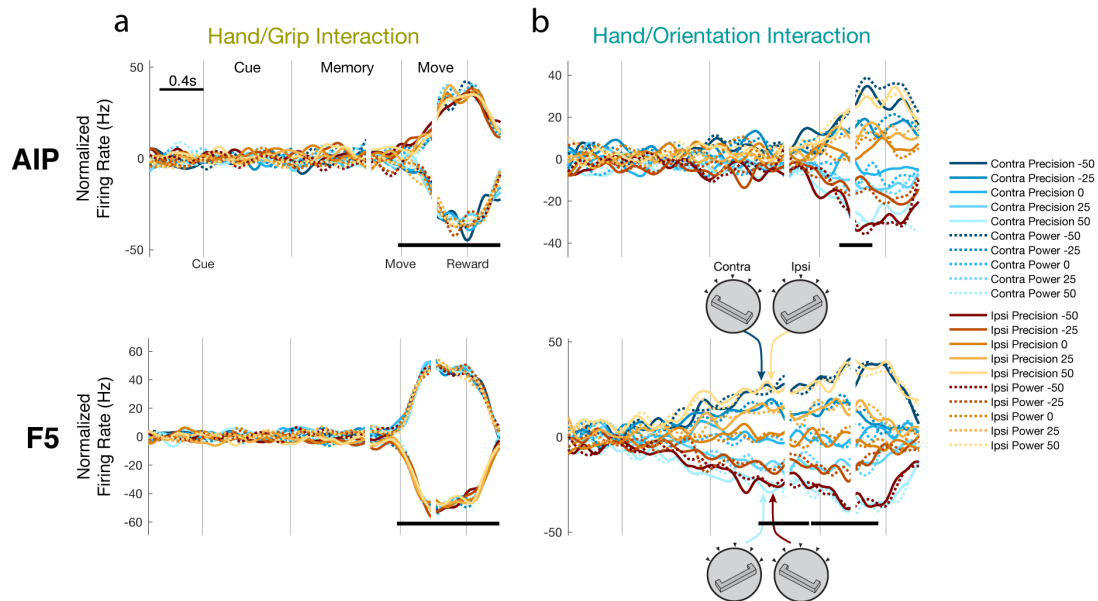 a
Hand/Grip Interaction
b
Hand/Orientation Interaction
AIP
Normalized
Firing Rate (Hz)
50
0
-50
0.4s
Cue
Memory
Move
Cue
Move
Reward
40
20
0
-20
-40
Contra
Ipsi
F5
Normalized
Firing Rate (Hz)
60
40
20
0
-20
-40
-60
50
0
-50
Contra Precision -50
Contra Precision -25
Contra Precision 0
Contra Precision 25
Contra Precision 50
Contra Power -50
Contra Power -25
Contra Power 0
Contra Power 25
Contra Power 50
Ipsi Precision -50
Ipsi Precision -25
Ipsi Precision 0
Ipsi Precision 25
Ipsi Precision 50
Ipsi Power -50
Ipsi Power -25
Ipsi Power 0
Ipsi Power 25
Ipsi Power 50